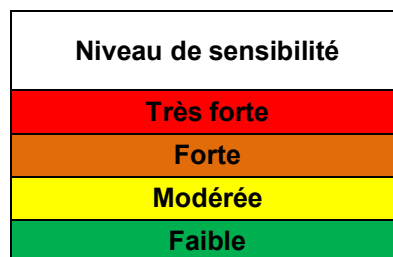 Niveau de sensibilité
Très forte
Forte
Modérée
Faible